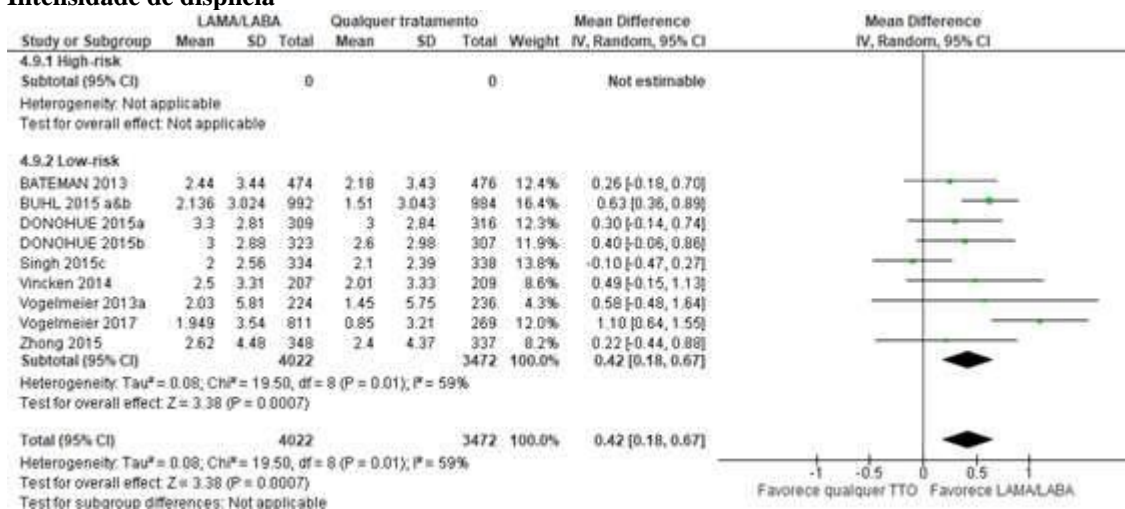 Intensidade de dispneia
LAMA/LABA Qualquer tratamento Mean Difference Mean Difference
Study or Subgroup Mean SD Total Mean SD Total Weight IV, Random, 95% CI IV, Random, 95% CI
4.9.1 High-risk
Subtotal (95% CI) 0 0 Not estimable
Heterogeneity: Not applicable
Test for overall effect: Not applicable
4.9.2 Low-risk
BATEMAN 2013 2.44 3.44 474 2.18 3.43 476 12.4% 0.26 [-0.18, 0.70]
BUHL 2015 a&b 2.136 3.024 992 1.51 3.043 984 16.4% 0.63 [0.36, 0.89]
DONOHUE 2015a 3.3 2.81 309 3 2.84 316 12.3% 0.30 [-0.14, 0.74]
DONOHUE 2015b 3 2.88 323 2.6 2.98 307 11.9% 0.40 [-0.06, 0.86]
Singh 2015c 2 2.56 334 2.1 2.39 338 13.8% -0.10 [-0.47, 0.27]
Vincken 2014 2.5 3.31 207 2.01 3.33 209 8.6% 0.49 [-0.15, 1.13]
Vogelmeier 2013a 2.03 5.81 224 1.45 5.75 236 4.3% 0.58 [-0.48, 1.64]
Vogelmeier 2017 1.949 3.54 811 0.85 3.21 269 12.0% 1.10 [0.64, 1.55]
Zhong 2015 2.62 4.48 348 2.4 4.37 337 8.2% 0.22 [-0.44, 0.88]
Subtotal (95% CI) 4022 3472 100.0% 0.42 [0.18, 0.67]
Heterogeneity: Tau² = 0.08; Chi² = 19.50, df = 8 (P = 0.01); I² = 59%
Test for overall effect: Z = 3.38 (P = 0.0007)
Total (95% CI) 4022 3472 100.0% 0.42 [0.18, 0.67]
Heterogeneity: Tau² = 0.08; Chi² = 19.50, df = 8 (P = 0.01); I² = 59%
Test for overall effect: Z = 3.38 (P = 0.0007)
Test for subgroup differences: Not applicable
-1 -0.5 0 0.5 1
Favorece qualquer TTO Favorece LAMA/LABA